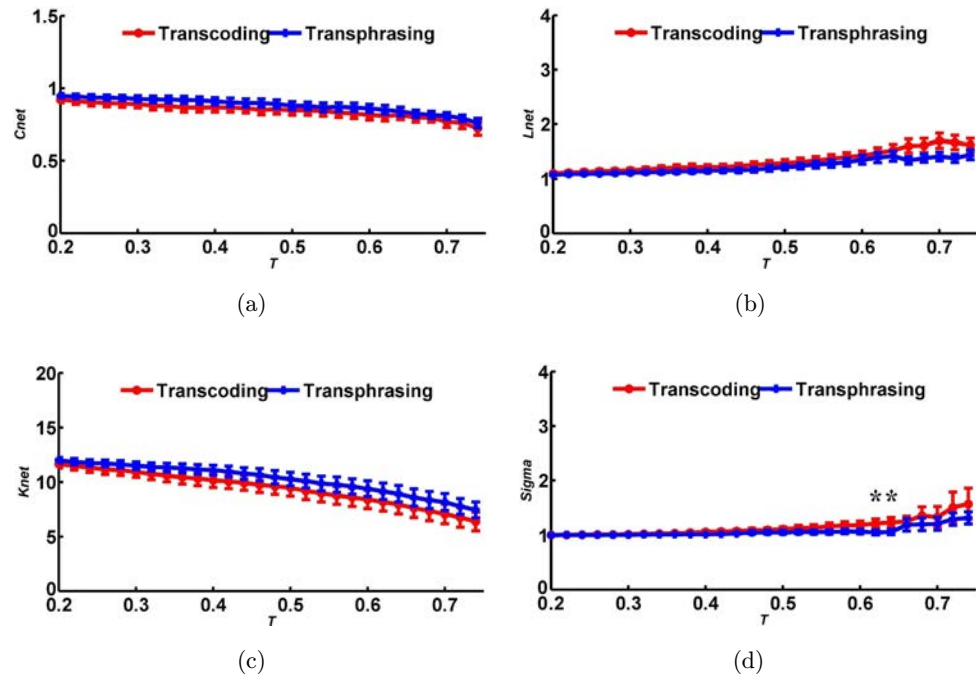 1.5
Transcoding Transphrasing
1
Cnet
0.5
0
0.2 0.3 0.4 0.5 0.6 0.7
T
(a)
4
Transcoding Transphrasing
3
Lnet
2
1
0
0.2 0.3 0.4 0.5 0.6 0.7
T
(b)
20
Transcoding Transphrasing
15
Knet
10
5
0
0.2 0.3 0.4 0.5 0.6 0.7
T
(c)
4
Transcoding Transphrasing
3
Sigma
2
**
1
0
0.2 0.3 0.4 0.5 0.6 0.7
T
(d)